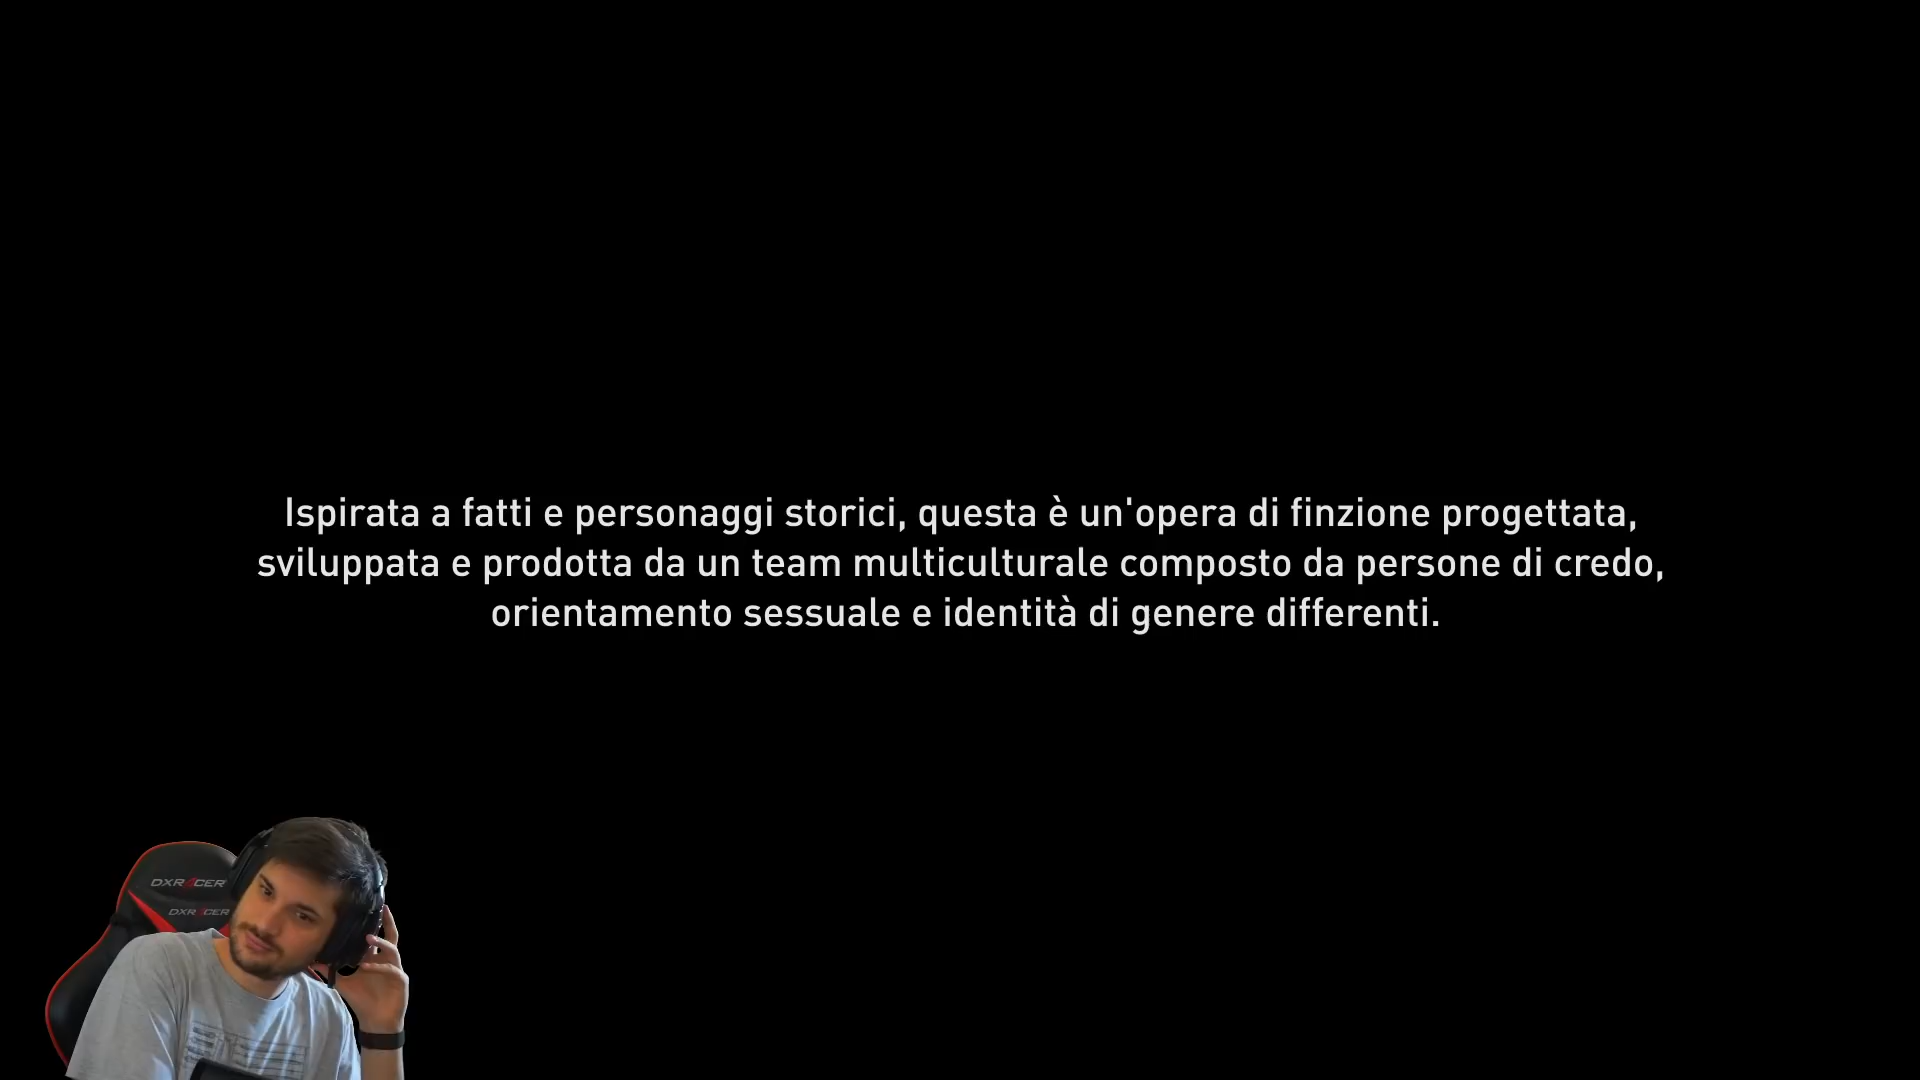 Ispirata a fatti e personaggi storici, questa è un'opera di finzione progettata,
sviluppata e prodotta da un team multiculturale composto da persone di credo,
orientamento sessuale e identità di genere differenti.
DXRACER
DXRACER